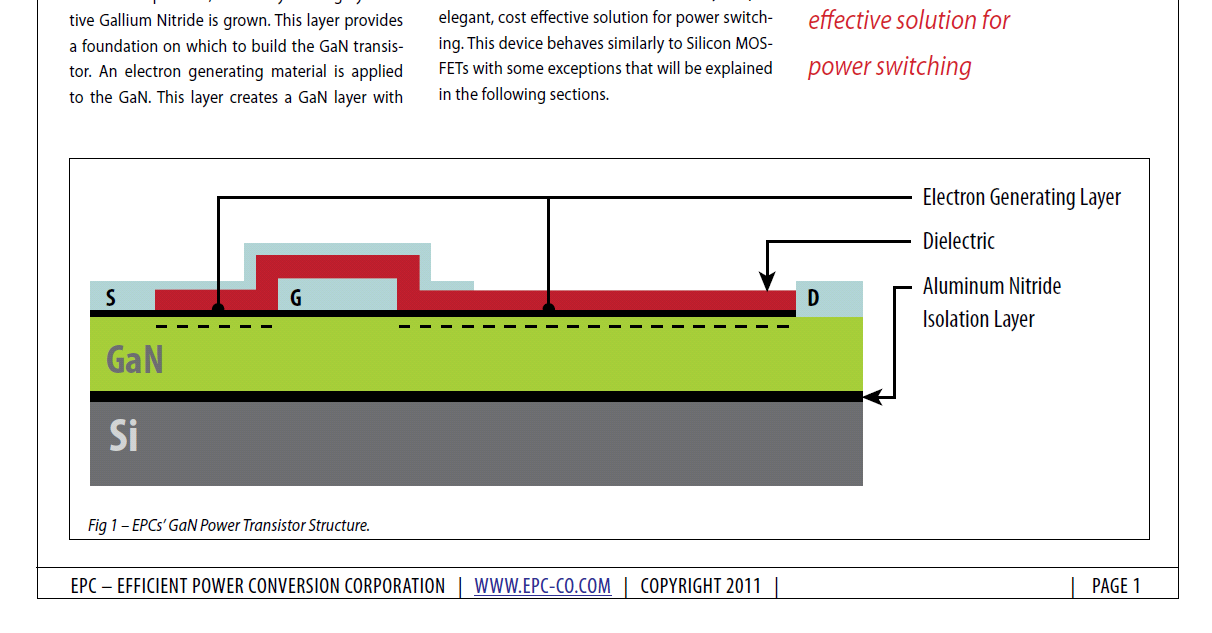 tive Gallium Nitride is grown. This layer provides
a foundation on which to build the GaN transis-
tor. An electron generating material is applied
to the GaN. This layer creates a GaN layer with
elegant, cost effective solution for power switch-
ing. This device behaves similarly to Silicon MOS-
FETs with some exceptions that will be explained
in the following sections.
effective solution for
power switching
Electron Generating Layer
Dielectric
Aluminum Nitride
Isolation Layer
S
G
D
GaN
Si
Fig 1 – EPCs’ GaN Power Transistor Structure.
EPC – EFFICIENT POWER CONVERSION CORPORATION | WWW.EPC-CO.COM | COPYRIGHT 2011 | | PAGE 1